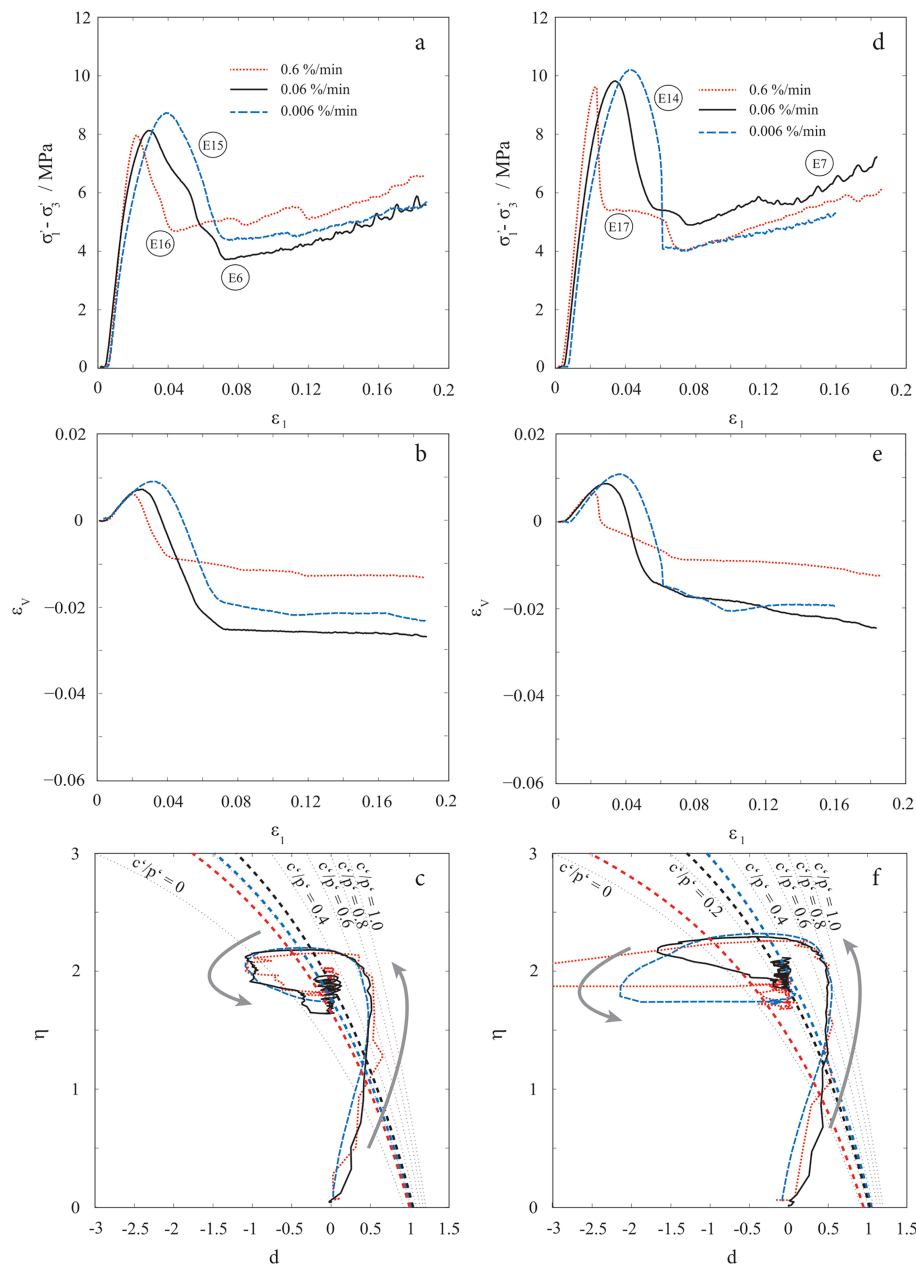 a
0.6 %/min
0.06 %/min
0.006 %/min
E15
E16
E6
σ₁'- σ₃' / MPa
12
10
8
6
4
2
0
0 0.04 0.08 0.12 0.16 0.2
ε₁
d
0.6 %/min
0.06 %/min
0.006 %/min
E14
E7
E17
σ₁'- σ₃' / MPa
12
10
8
6
4
2
0
0 0.04 0.08 0.12 0.16 0.2
ε₁
b
εV
0.02
0
−0.02
−0.04
−0.06
0 0.04 0.08 0.12 0.16 0.2
ε₁
e
εV
0.02
0
−0.02
−0.04
−0.06
0 0.04 0.08 0.12 0.16 0.2
ε₁
c
c'/p' = 0
c'/p' = 0.4
c'/p' = 0.6
c'/p' = 0.8
c'/p' = 1.0
η
3
2
1
0
-3 -2.5 -2 -1.5 -1 -0.5 0 0.5 1 1.5
d
f
c'/p' = 0
c'/p' = 0.2
c'/p' = 0.4
c'/p' = 0.6
c'/p' = 0.8
c'/p' = 1.0
η
3
2
1
0
-3 -2.5 -2 -1.5 -1 -0.5 0 0.5 1 1.5
d